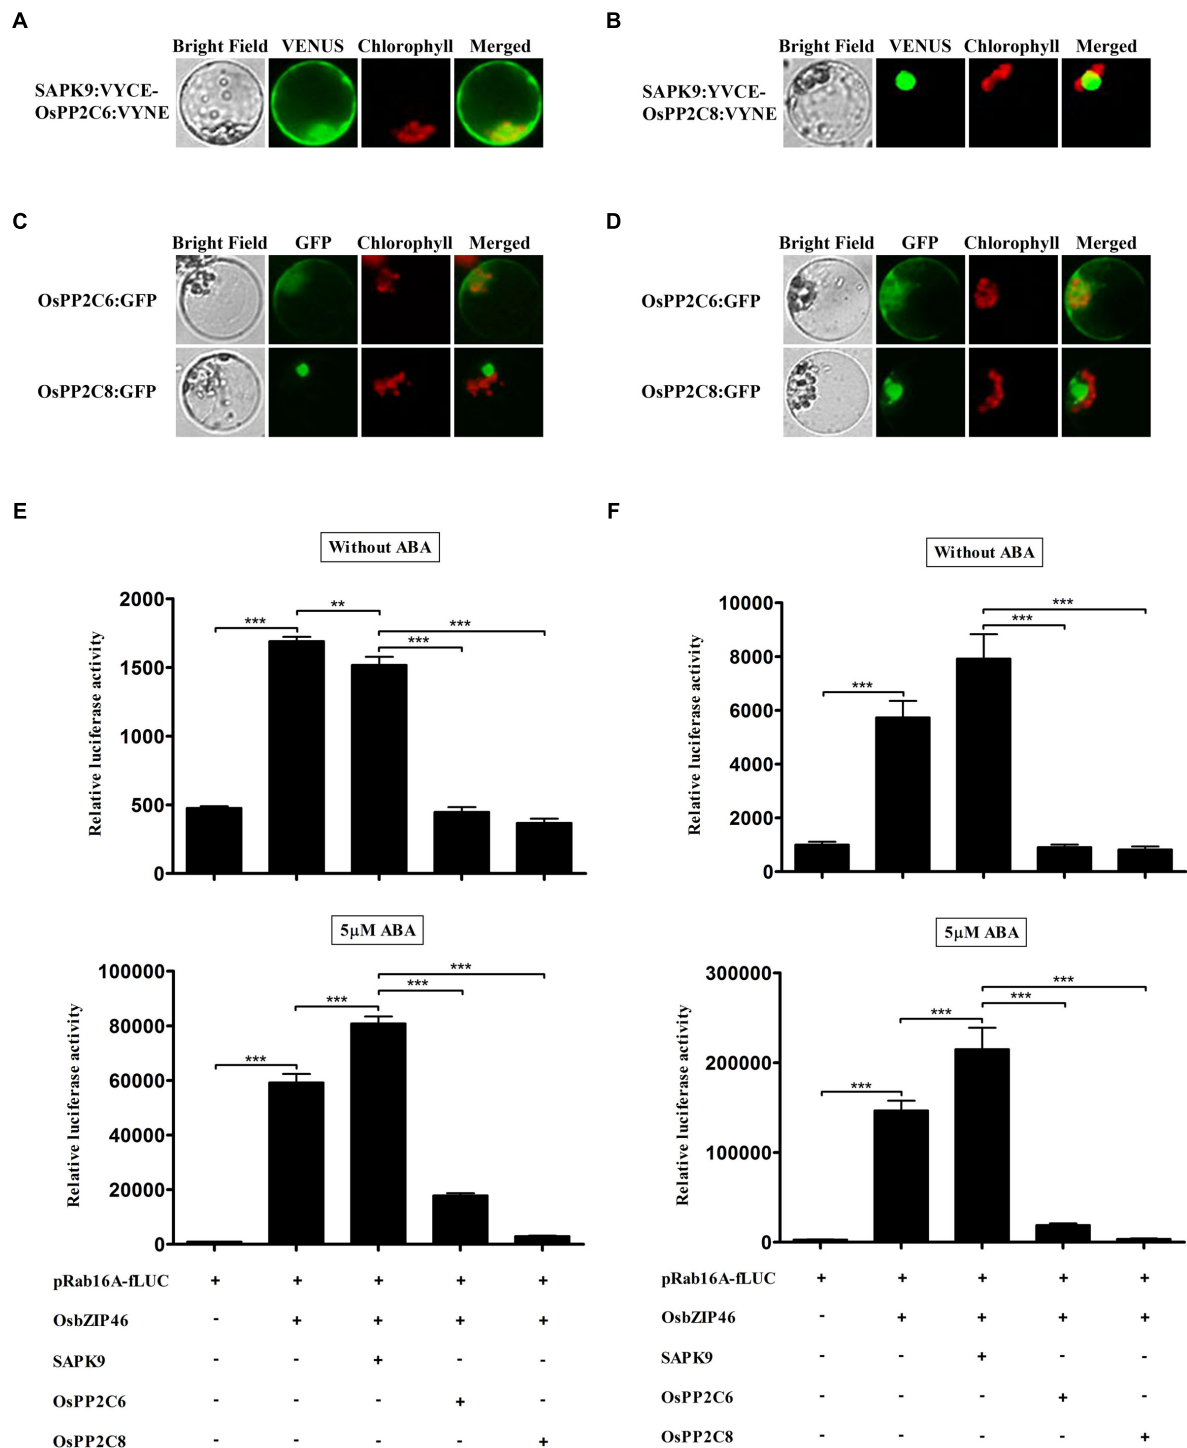 A
B
Bright Field VENUS Chlorophyll Merged
Bright Field VENUS Chlorophyll Merged
SAPK9:VYCE-
OsPP2C6:VYNE
SAPK9:YVCE-
OsPP2C8:VYNE
C
D
Bright Field GFP Chlorophyll Merged
Bright Field GFP Chlorophyll Merged
OsPP2C6:GFP
OsPP2C6:GFP
OsPP2C8:GFP
OsPP2C8:GFP
E
Without ABA
Relative luciferase activity
2000
1500
1000
500
0
***
**
***
***
5μM ABA
Relative luciferase activity
100000
80000
60000
40000
20000
0
***
***
***
***
pRab16A-fLUC + + + + +
OsbZIP46 - + + + +
SAPK9 - - + - -
OsPP2C6 - - - + -
OsPP2C8 - - - - +
F
Without ABA
Relative luciferase activity
10000
8000
6000
4000
2000
0
***
***
***
5μM ABA
Relative luciferase activity
300000
200000
100000
0
***
***
***
***
pRab16A-fLUC + + + + +
OsbZIP46 - + + + +
SAPK9 - - + - -
OsPP2C6 - - - + -
OsPP2C8 - - - - +